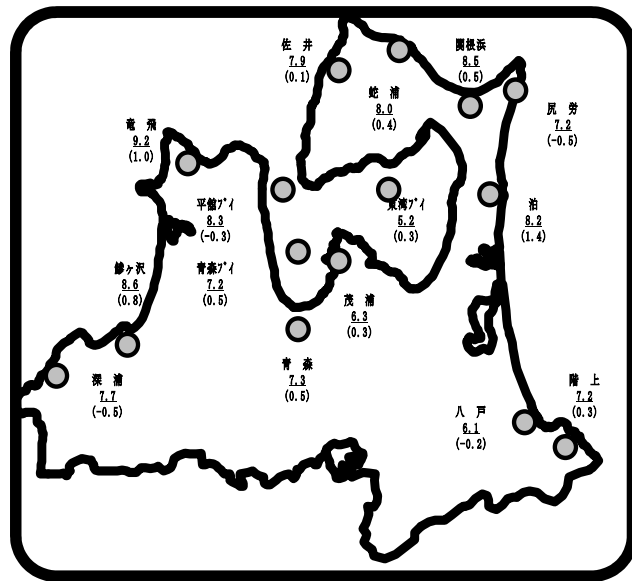 佐 井
7.9
(0.1)
関根浜
8.5
(0.5)
蛇 浦
8.0
(0.4)
尻 労
7.2
(-0.5)
竜 飛
9.2
(1.0)
平舘ﾌﾞｲ
8.3
(-0.3)
東湾ﾌﾞｲ
5.2
(0.3)
泊
8.2
(1.4)
鰺ヶ沢
8.6
(0.8)
青森ﾌﾞｲ
7.2
(0.5)
茂 浦
6.3
(0.3)
深 浦
7.7
(-0.5)
青 森
7.3
(0.5)
八 戸
6.1
(-0.2)
階 上
7.2
(0.3)